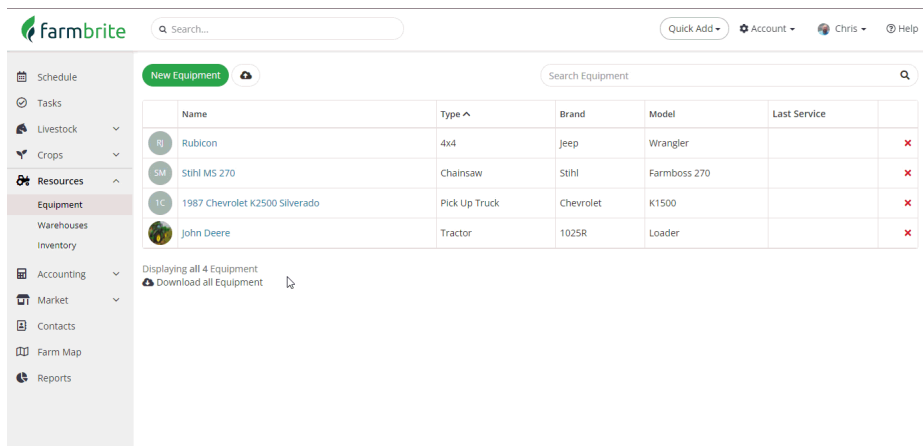 farmbrite
Search...
Quick Add
Account
Chris
Help
Schedule
Tasks
Livestock
Crops
Resources
Equipment
Warehouses
Inventory
Accounting
Market
Contacts
Farm Map
Reports
New Equipment
Search Equipment
Name Type Brand Model Last Service
RJ Rubicon 4x4 Jeep Wrangler
SM Stihl MS 270 Chainsaw Stihl Farmboss 270
1C 1987 Chevrolet K2500 Silverado Pick Up Truck Chevrolet K1500
John Deere Tractor 1025R Loader
Displaying all 4 Equipment
Download all Equipment